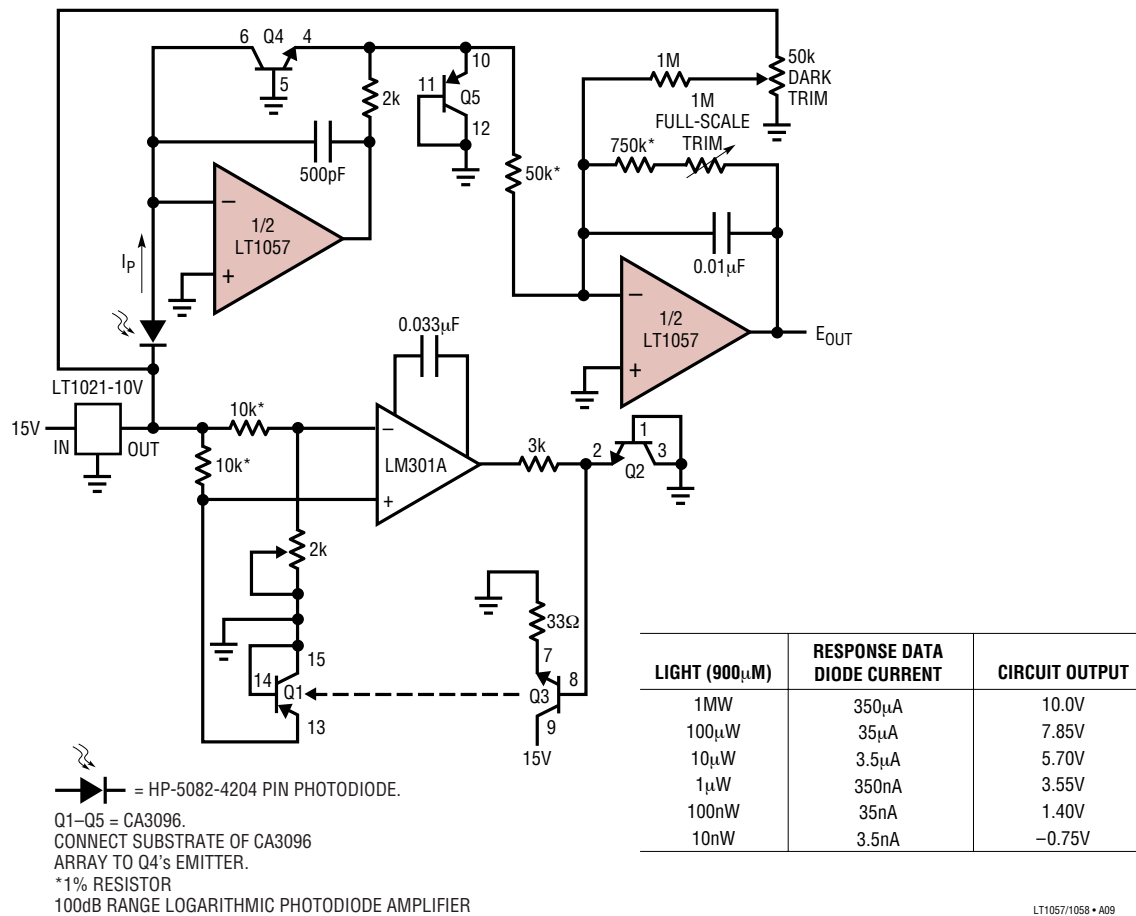 6
Q4
4
5
2k
500pF
11
10
Q5
12
1M
50k
DARK
TRIM
1M
FULL-SCALE
TRIM
750k*
50k*
−
1/2
LT1057
+
0.01µF
−
1/2
LT1057
+
EOUT
IP
LT1021-10V
15V
IN
OUT
10k*
10k*
0.033µF
−
LM301A
+
3k
2
1
3
Q2
2k
33Ω
15
14
Q1
13
7
8
Q3
9
15V
= HP-5082-4204 PIN PHOTODIODE.
Q1–Q5 = CA3096.
CONNECT SUBSTRATE OF CA3096
ARRAY TO Q4's EMITTER.
*1% RESISTOR
100dB RANGE LOGARITHMIC PHOTODIODE AMPLIFIER
LIGHT (900µM) RESPONSE DATA DIODE CURRENT CIRCUIT OUTPUT
1MW 350µA 10.0V
100µW 35µA 7.85V
10µW 3.5µA 5.70V
1µW 350nA 3.55V
100nW 35nA 1.40V
10nW 3.5nA −0.75V
LT1057/1058 • A09